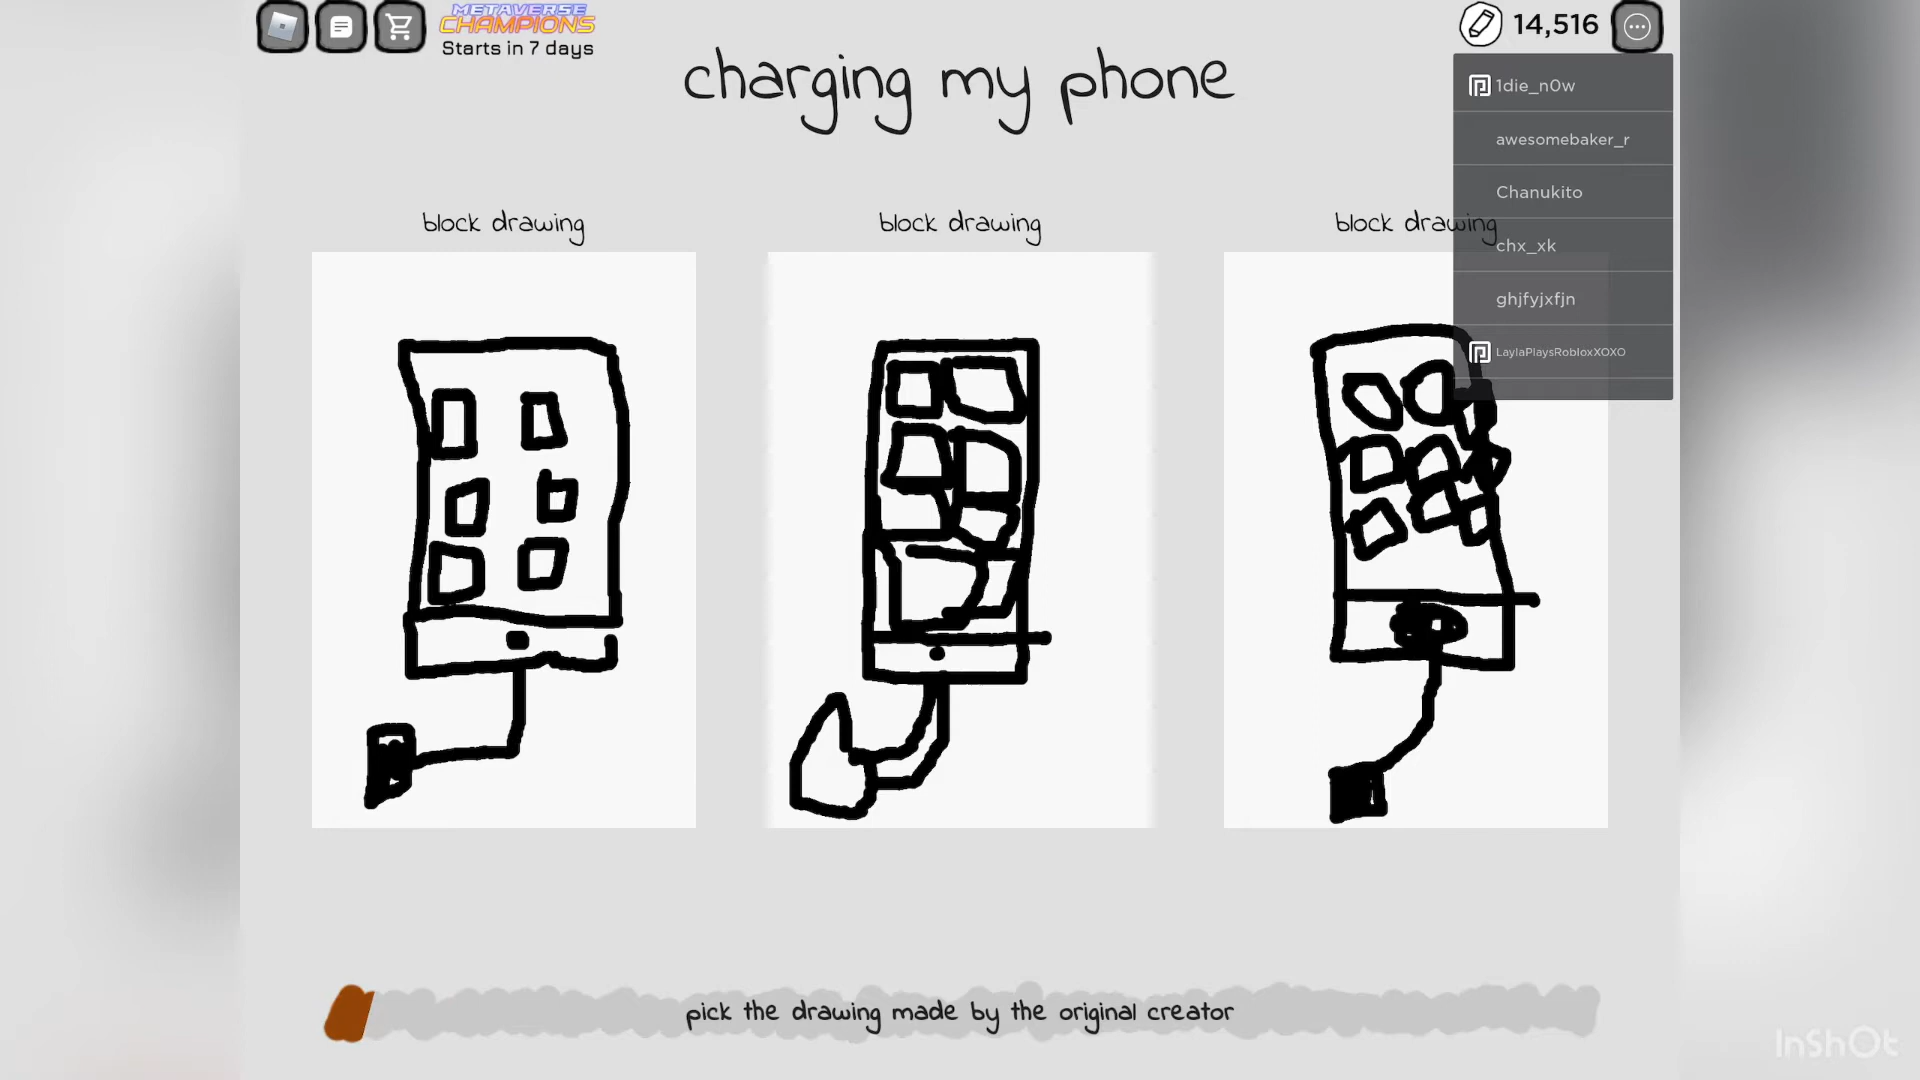 METAVERSE
CHAMPIONS
Starts in 7 days
14,516
charging my phone
1die_n0w
awesomebaker_r
Chanukito
chx_xk
ghjfyjxfjn
LaylaPlaysRobloxXOXO
block drawing
block drawing
block drawing
pick the drawing made by the original creator
InShOt